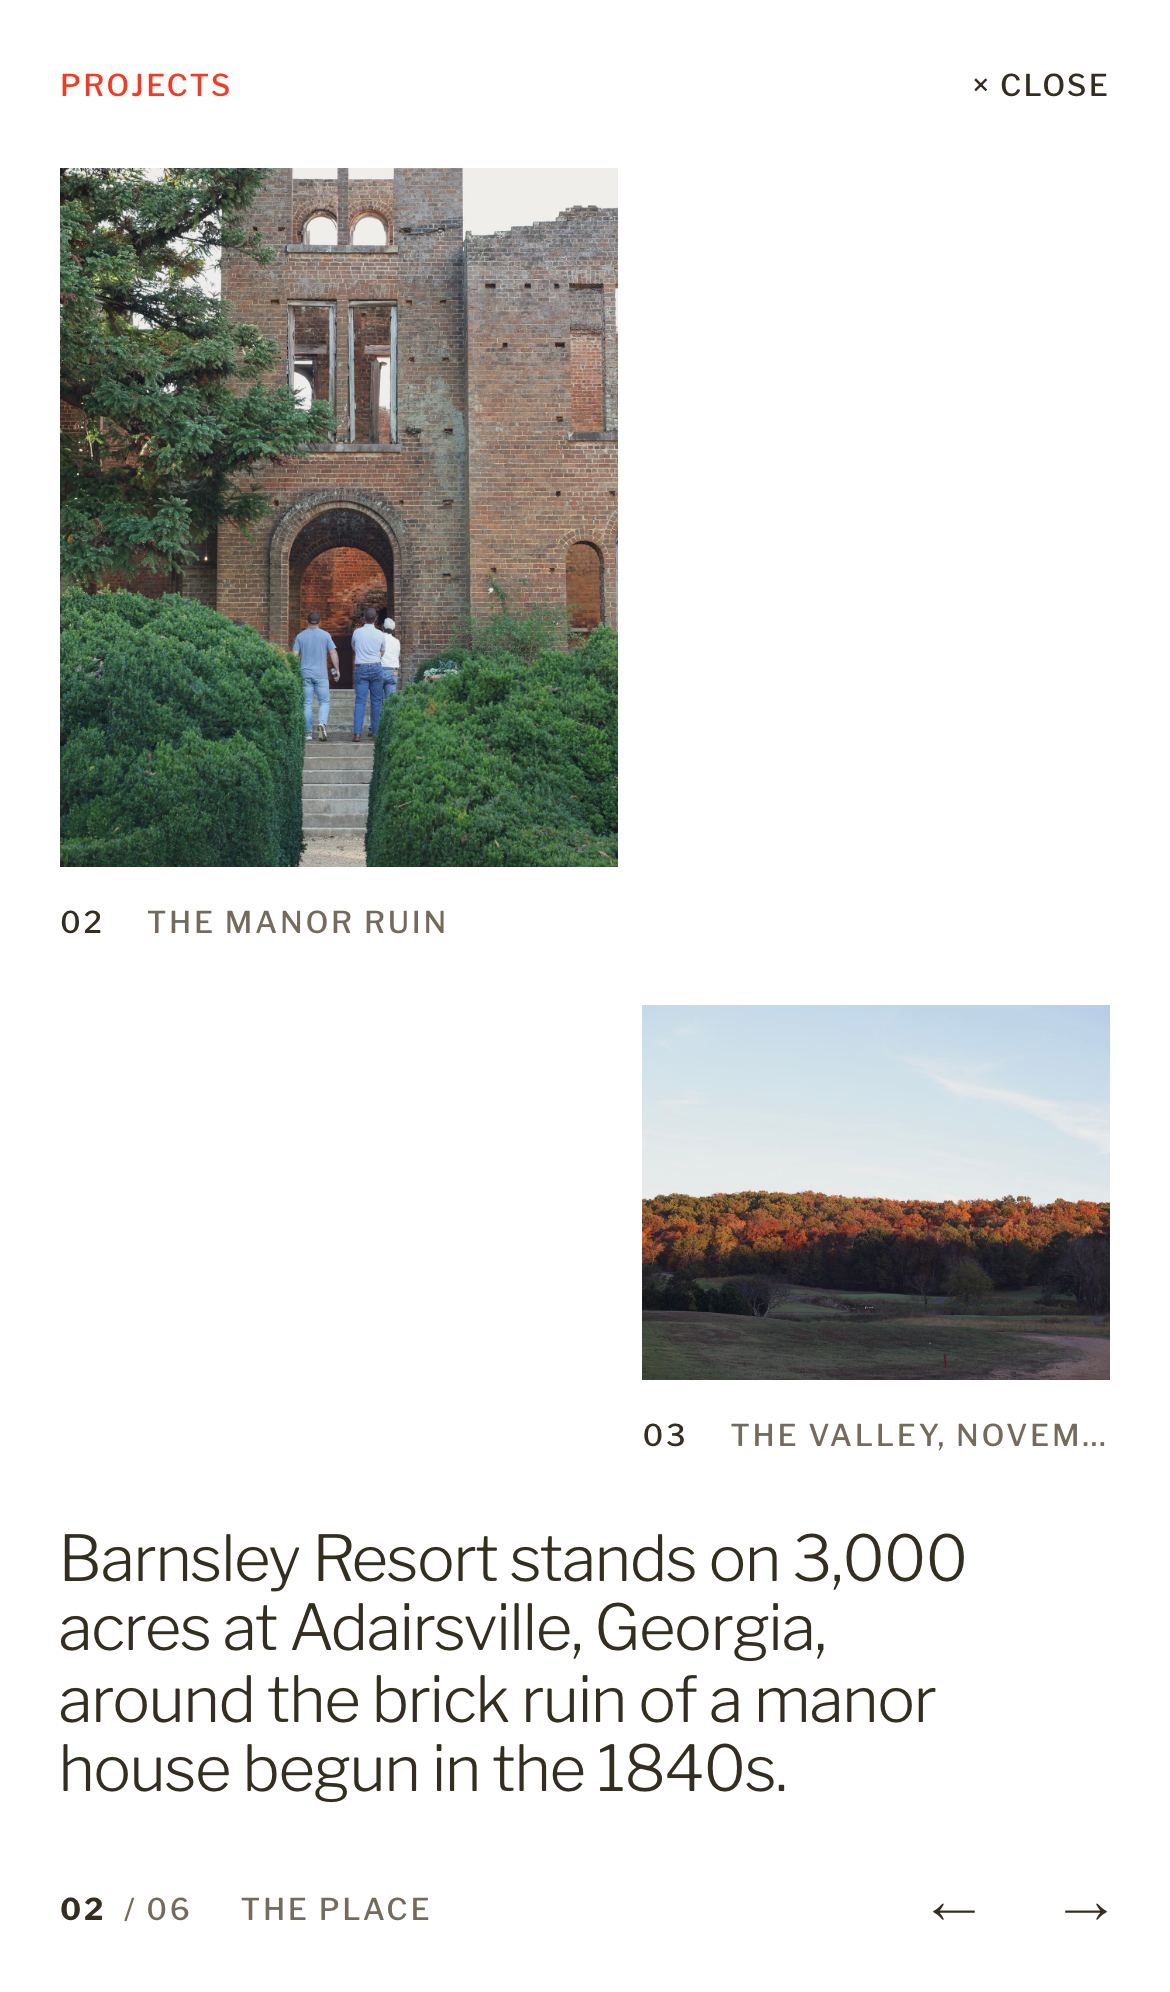 PROJECTS
× CLOSE
02 THE MANOR RUIN
03 THE VALLEY, NOVEM…
Barnsley Resort stands on 3,000
acres at Adairsville, Georgia,
around the brick ruin of a manor
house begun in the 1840s.
02 / 06 THE PLACE ← →